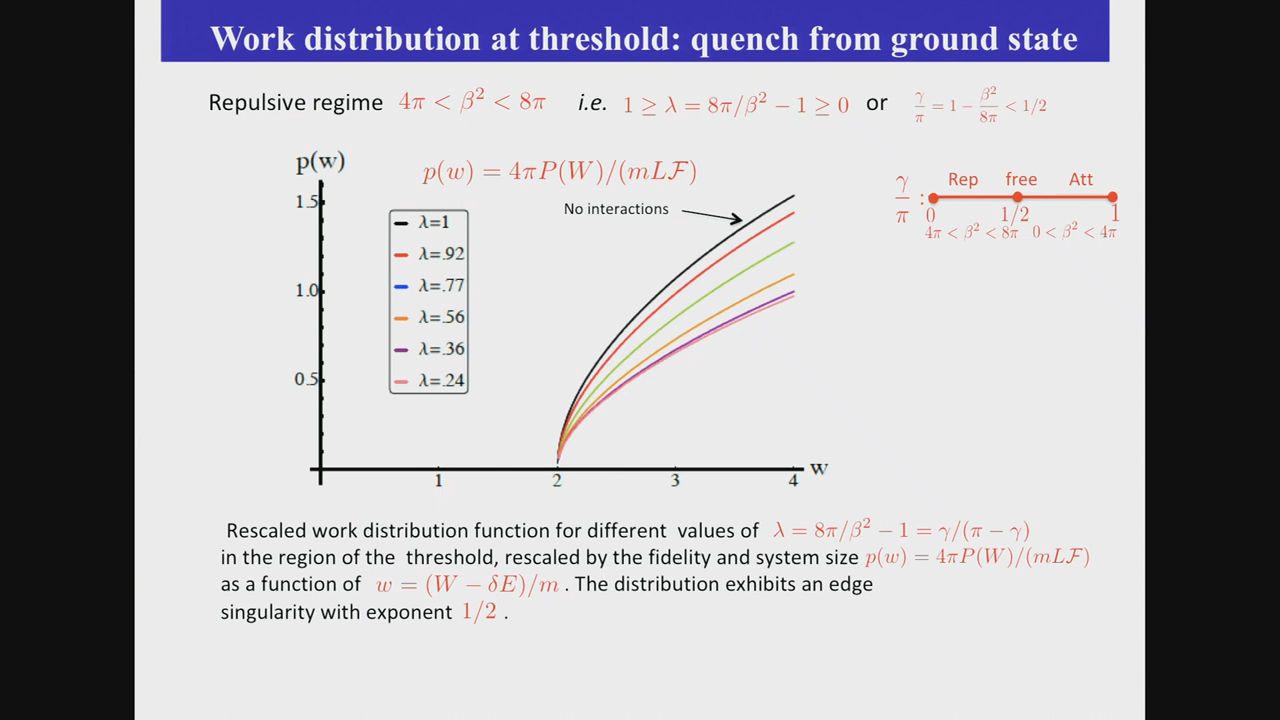 Work distribution at threshold: quench from ground state
Repulsive regime 4π < β² < 8π i.e. 1 ≥ λ = 8π/β² − 1 ≥ 0 or γ/π = 1 − β²/8π < 1/2
p(w)
p(w) = 4πP(W)/(mLF)
No interactions
1.5
1.0
0.5
λ=1
λ=.92
λ=.77
λ=.56
λ=.36
λ=.24
1 2 3 4 w
γ/π :
Rep free Att
0 1/2 1
4π < β² < 8π 0 < β² < 4π
Rescaled work distribution function for different values of λ = 8π/β² − 1 = γ/(π − γ)
in the region of the threshold, rescaled by the fidelity and system size p(w) = 4πP(W)/(mLF)
as a function of w = (W − δE)/m . The distribution exhibits an edge
singularity with exponent 1/2 .